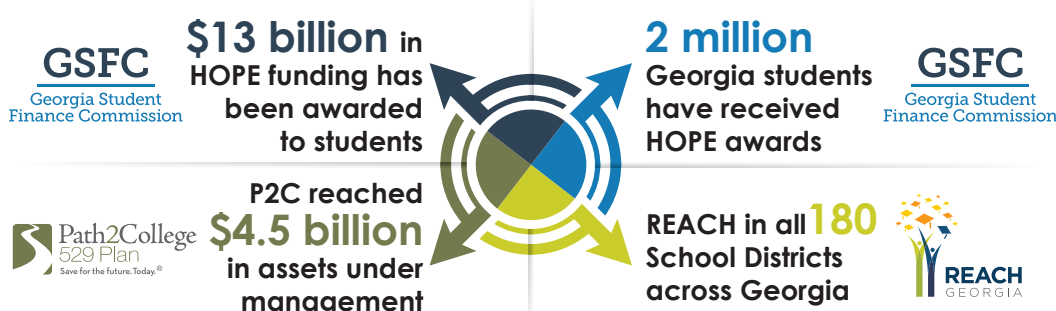 GSFC
Georgia Student
Finance Commission
$13 billion in
HOPE funding has
been awarded
to students
2 million
Georgia students
have received
HOPE awards
GSFC
Georgia Student
Finance Commission
Path2College
529 Plan
Save for the future. Today.®
P2C reached
$4.5 billion
in assets under
management
REACH in all 180
School Districts
across Georgia
REACH
GEORGIA